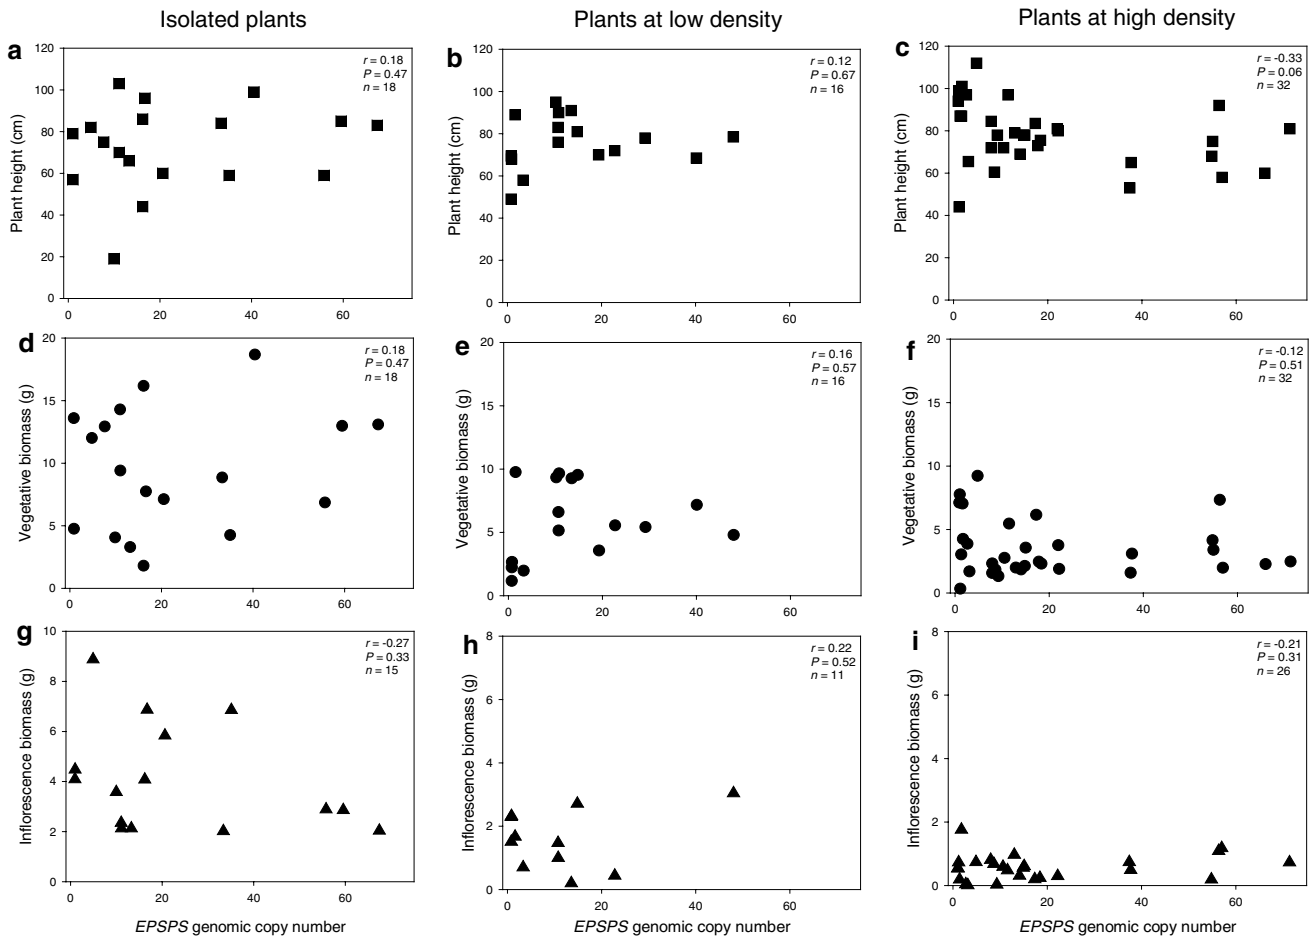 Isolated plants
Plants at low density
Plants at high density
a
120
100
80
60
40
20
0
Plant height (cm)
r = 0.18
P = 0.47
n = 18
0 20 40 60
b
120
100
80
60
40
20
0
Plant height (cm)
r = 0.12
P = 0.67
n = 16
0 20 40 60
c
120
100
80
60
40
20
0
Plant height (cm)
r = -0.33
P = 0.06
n = 32
0 20 40 60
d
20
15
10
5
0
Vegetative biomass (g)
r = 0.18
P = 0.47
n = 18
0 20 40 60
e
20
15
10
5
0
Vegetative biomass (g)
r = 0.16
P = 0.57
n = 16
0 20 40 60
f
20
15
10
5
0
Vegetative biomass (g)
r = -0.12
P = 0.51
n = 32
0 20 40 60
g
10
8
6
4
2
0
Inflorescence biomass (g)
r = -0.27
P = 0.33
n = 15
0 20 40 60
EPSPS genomic copy number
h
8
6
4
2
0
Inflorescence biomass (g)
r = 0.22
P = 0.52
n = 11
0 20 40 60
EPSPS genomic copy number
i
8
6
4
2
0
Inflorescence biomass (g)
r = -0.21
P = 0.31
n = 26
0 20 40 60
EPSPS genomic copy number